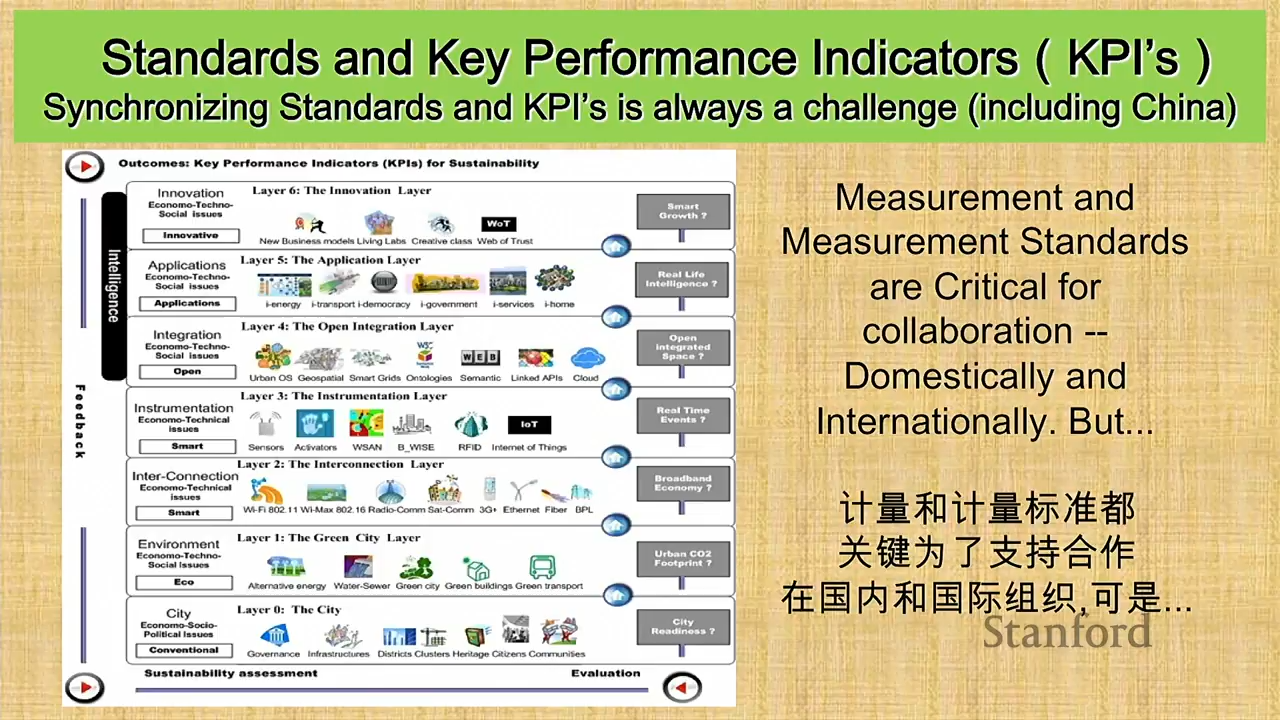 Standards and Key Performance Indicators ( KPI’s )
Synchronizing Standards and KPI’s is always a challenge (including China)
Outcomes: Key Performance Indicators (KPIs) for Sustainability
Intelligence
Feedback
Innovation
Economo-Techno-
Social issues
Innovative
Layer 6: The Innovation Layer
WoT
New Business models Living Labs Creative class Web of Trust
Smart
Growth ?
Applications
Economo-Techno-
Social issues
Applications
Layer 5: The Application Layer
i-energy i-transport i-democracy i-government i-services i-home
Real Life
Intelligence ?
Integration
Economo-Techno-
Social issues
Open
Layer 4: The Open Integration Layer
W3C
WEB
Urban OS Geospatial Smart Grids Ontologies Semantic Linked APIs Cloud
Open
Integrated
Space ?
Instrumentation
Economo-Technical
issues
Smart
Layer 3: The Instrumentation Layer
IoT
Sensors Activators WSAN B_WISE RFID Internet of Things
Real Time
Events ?
Inter-Connection
Economo-Technical
issues
Smart
Layer 2: The Interconnection Layer
Wi-Fi 802.11 Wi-Max 802.16 Radio-Comm Sat-Comm 3G+ Ethernet Fiber BPL
Broadband
Economy ?
Environment
Economo-Techno-
Social issues
Eco
Layer 1: The Green City Layer
Alternative energy Water-Sewer Green city Green buildings Green transport
Urban CO2
Footprint ?
City
Economo-Socio-
Political Issues
Conventional
Layer 0: The City
Governance Infrastructures Districts Clusters Heritage Citizens Communities
City
Readiness ?
Sustainability assessment
Evaluation
Measurement and
Measurement Standards
are Critical for
collaboration --
Domestically and
Internationally. But...
计量和计量标准都
关键为了支持合作
在国内和国际组织,可是...
Stanford